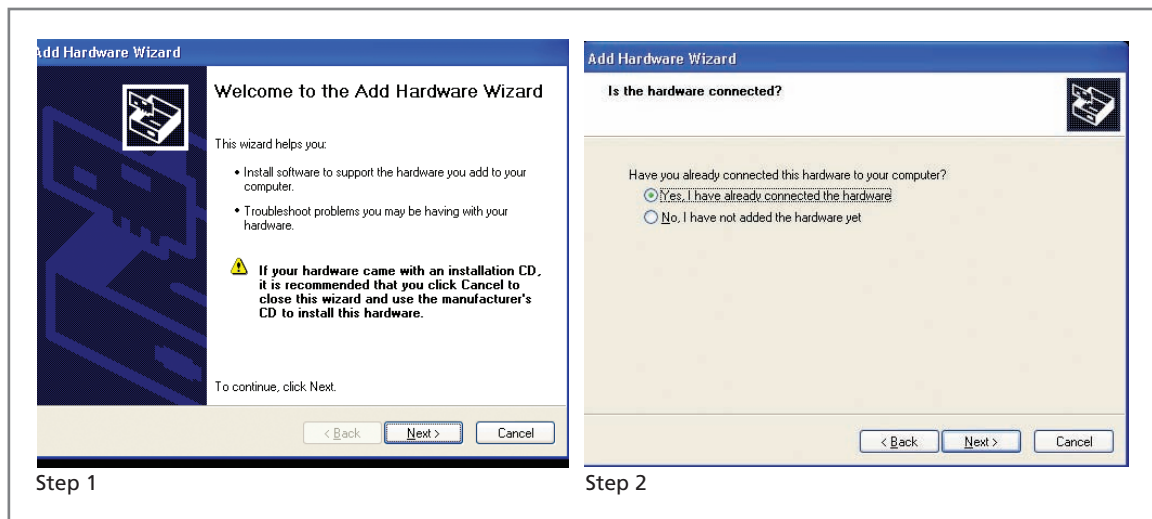 Add Hardware Wizard
Welcome to the Add Hardware Wizard
This wizard helps you:
• Install software to support the hardware you add to your
computer.
• Troubleshoot problems you may be having with your
hardware.
If your hardware came with an installation CD,
it is recommended that you click Cancel to
close this wizard and use the manufacturer's
CD to install this hardware.
To continue, click Next.
< Back Next > Cancel
Step 1
Add Hardware Wizard
Is the hardware connected?
Have you already connected this hardware to your computer?
Yes, I have already connected the hardware
No, I have not added the hardware yet
< Back Next > Cancel
Step 2